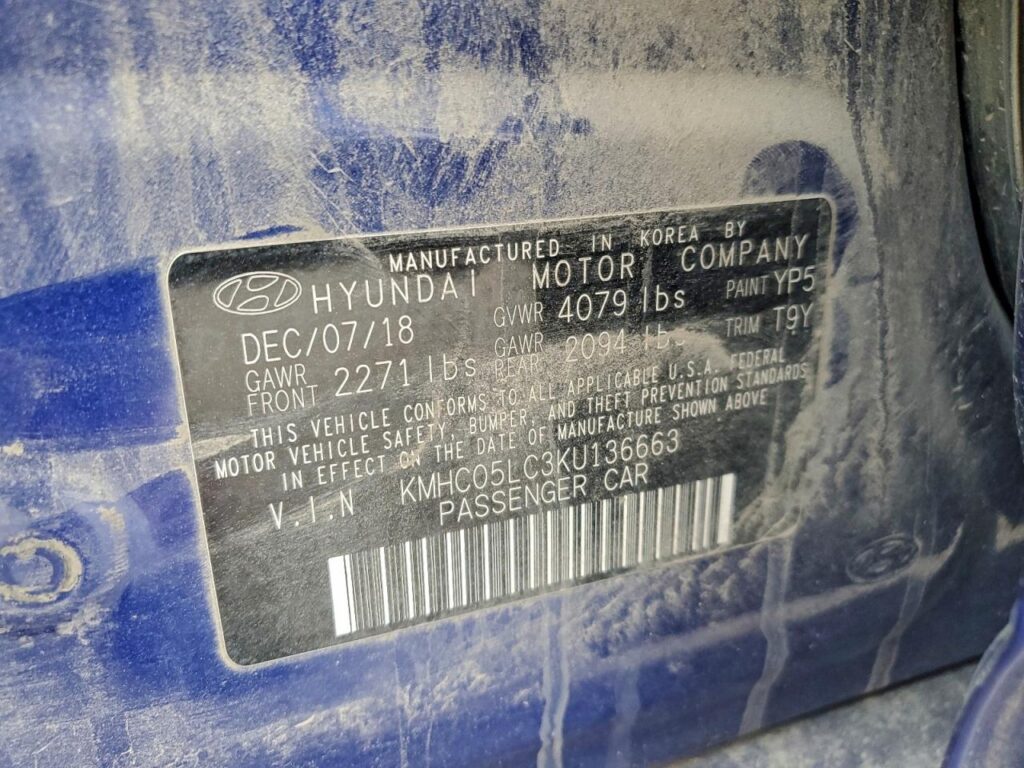 MANUFACTURED IN KOREA BY
HYUNDAI MOTOR COMPANY
DEC/07/18 GVWR 4079 lbs PAINT YP5
GAWR FRONT 2271 lbs GAWR REAR 2094 lbs TRIM T9Y
THIS VEHICLE CONFORMS TO ALL APPLICABLE U.S.A. FEDERAL
MOTOR VEHICLE SAFETY, BUMPER, AND THEFT PREVENTION STANDARDS
IN EFFECT ON THE DATE OF MANUFACTURE SHOWN ABOVE
V.I.N KMHC05LC3KU136663
PASSENGER CAR